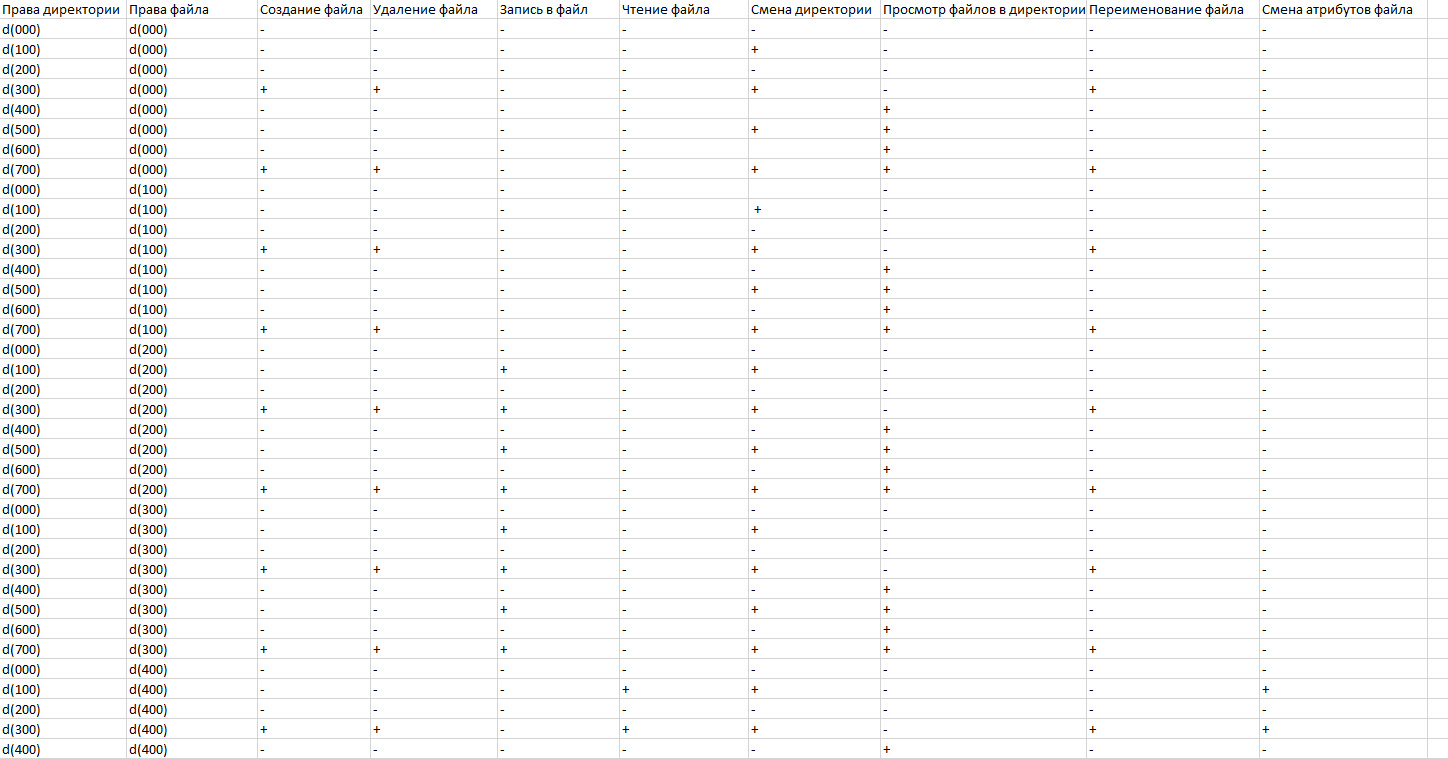 Права директории Права файла Создание файла Удаление файла Запись в файл Чтение файла Смена директории Просмотр файлов в директории Переименование файла Смена атрибутов файла
d(000) d(000) - - - - - - - -
d(100) d(000) - - - - + - - -
d(200) d(000) - - - - - - - -
d(300) d(000) + + - - + - + -
d(400) d(000) - - - - + - -
d(500) d(000) - - - - + + - -
d(600) d(000) - - - - + - -
d(700) d(000) + + - - + + + -
d(000) d(100) - - - - - - -
d(100) d(100) - - - - + - - -
d(200) d(100) - - - - - - - -
d(300) d(100) + + - - + - + -
d(400) d(100) - - - - - + - -
d(500) d(100) - - - - + + - -
d(600) d(100) - - - - - + - -
d(700) d(100) + + - - + + + -
d(000) d(200) - - - - - - - -
d(100) d(200) - - + - + - - -
d(200) d(200) - - - - - - - -
d(300) d(200) + + + - + - + -
d(400) d(200) - - - - - + - -
d(500) d(200) - - + - + + - -
d(600) d(200) - - - - - + - -
d(700) d(200) + + + - + + + -
d(000) d(300) - - - - - - - -
d(100) d(300) - - + - + - - -
d(200) d(300) - - - - - - - -
d(300) d(300) + + + - + - + -
d(400) d(300) - - - - - + - -
d(500) d(300) - - + - + + - -
d(600) d(300) - - - - - + - -
d(700) d(300) + + + - + + + -
d(000) d(400) - - - - - - - -
d(100) d(400) - - - + + - - +
d(200) d(400) - - - - - - - -
d(300) d(400) + + - + + - + +
d(400) d(400) - - - - - + - -